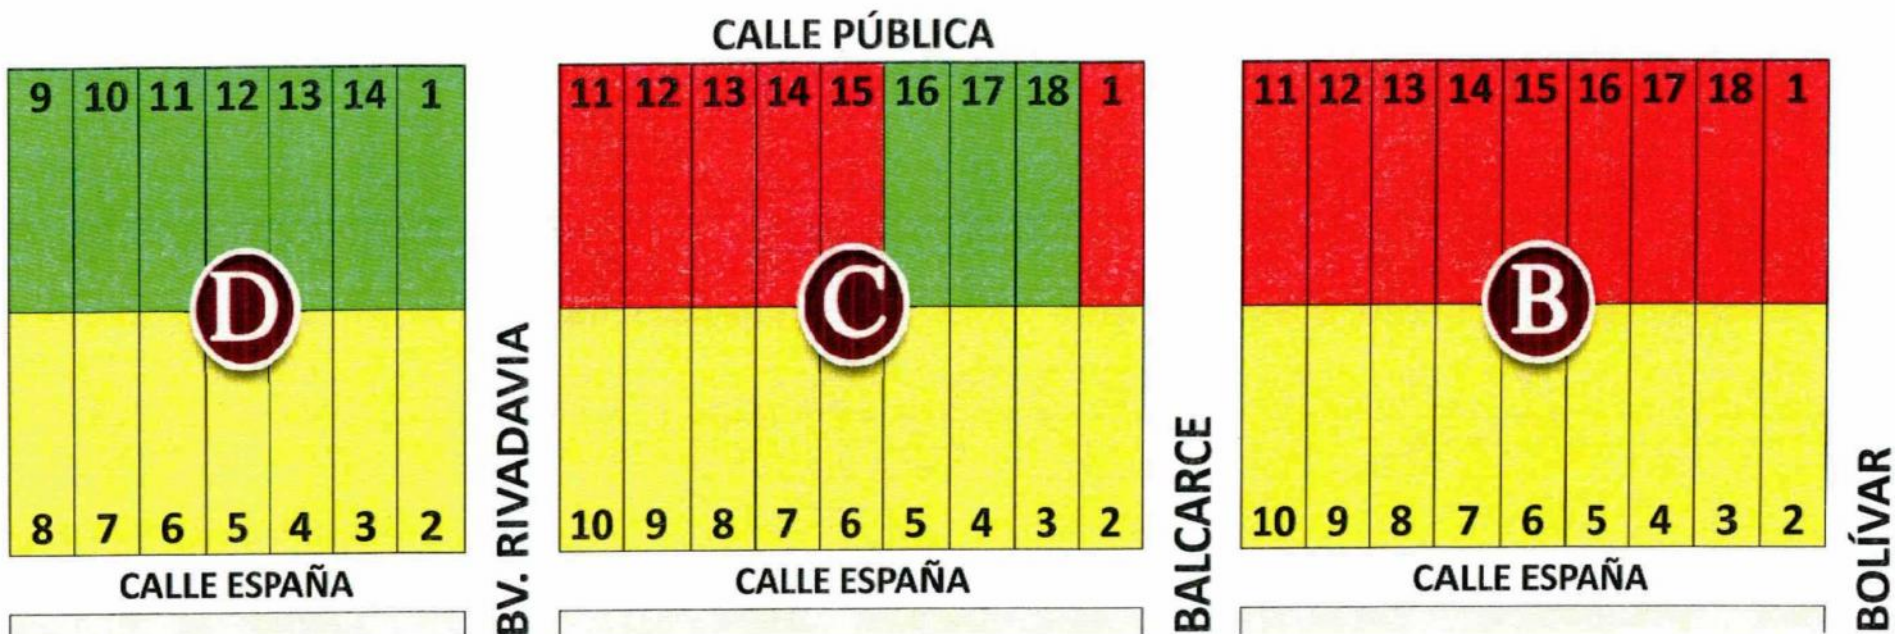 CALLE PÚBLICA
9 10 11 12 13 14 1
D
8 7 6 5 4 3 2
CALLE ESPAÑA
BV. RIVADAVIA
11 12 13 14 15 16 17 18 1
C
10 9 8 7 6 5 4 3 2
CALLE ESPAÑA
BALCARCE
11 12 13 14 15 16 17 18 1
B
10 9 8 7 6 5 4 3 2
CALLE ESPAÑA
BOLÍVAR